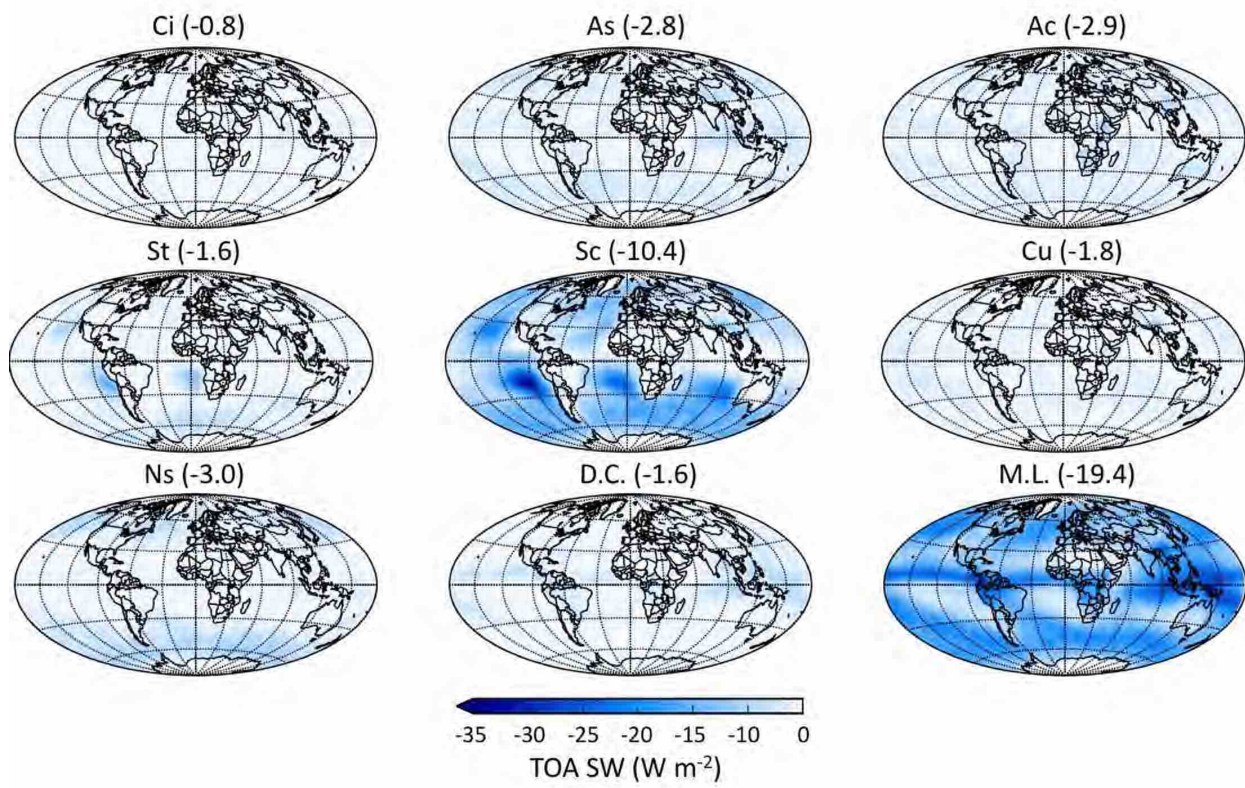 Ci (-0.8) As (-2.8) Ac (-2.9)
St (-1.6) Sc (-10.4) Cu (-1.8)
Ns (-3.0) D.C. (-1.6) M.L. (-19.4)
-35 -30 -25 -20 -15 -10 0
TOA SW (W m⁻²)